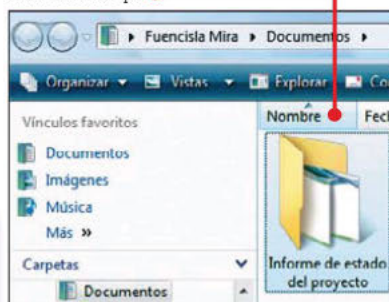 Fuencisla Mira ▸ Documentos ▸
Organizar Vistas Explorar
Nombre
Vínculos favoritos
Documentos
Imágenes
Música
Más »
Carpetas
Documentos
Informe de estado
del proyecto